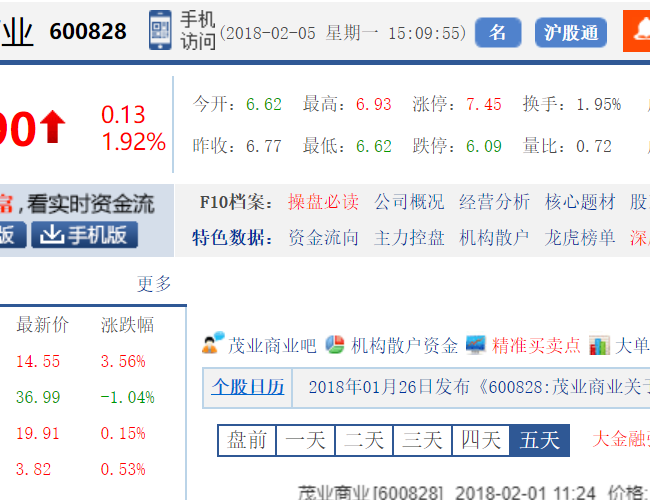 业 600828 手机访问 (2018-02-05 星期一 15:09:55) 名 沪股通
90 0.13
1.92%
今开: 6.62 最高: 6.93 涨停: 7.45 换手: 1.95%
昨收: 6.77 最低: 6.62 跌停: 6.09 量比: 0.72
富,看实时资金流
版 手机版
F10档案: 操盘必读 公司概况 经营分析 核心题材 股
特色数据: 资金流向 主力控盘 机构散户 龙虎榜单 深
更多
最新价 涨跌幅
14.55 3.56%
36.99 -1.04%
19.91 0.15%
3.82 0.53%
茂业商业吧 机构散户资金 精准买卖点 大单
个股日历 2018年01月26日发布《600828:茂业商业关于
盘前 一天 二天 三天 四天 五天 大金融
茂业商业[600828] 2018-02-01 11:24 价格: